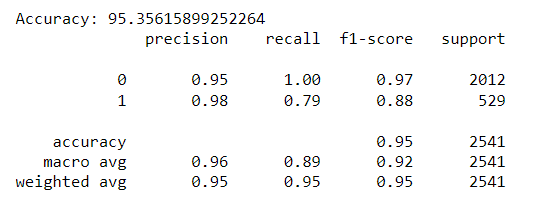 Accuracy: 95.35615899252264
precision recall f1-score support
0 0.95 1.00 0.97 2012
1 0.98 0.79 0.88 529
accuracy 0.95 2541
macro avg 0.96 0.89 0.92 2541
weighted avg 0.95 0.95 0.95 2541